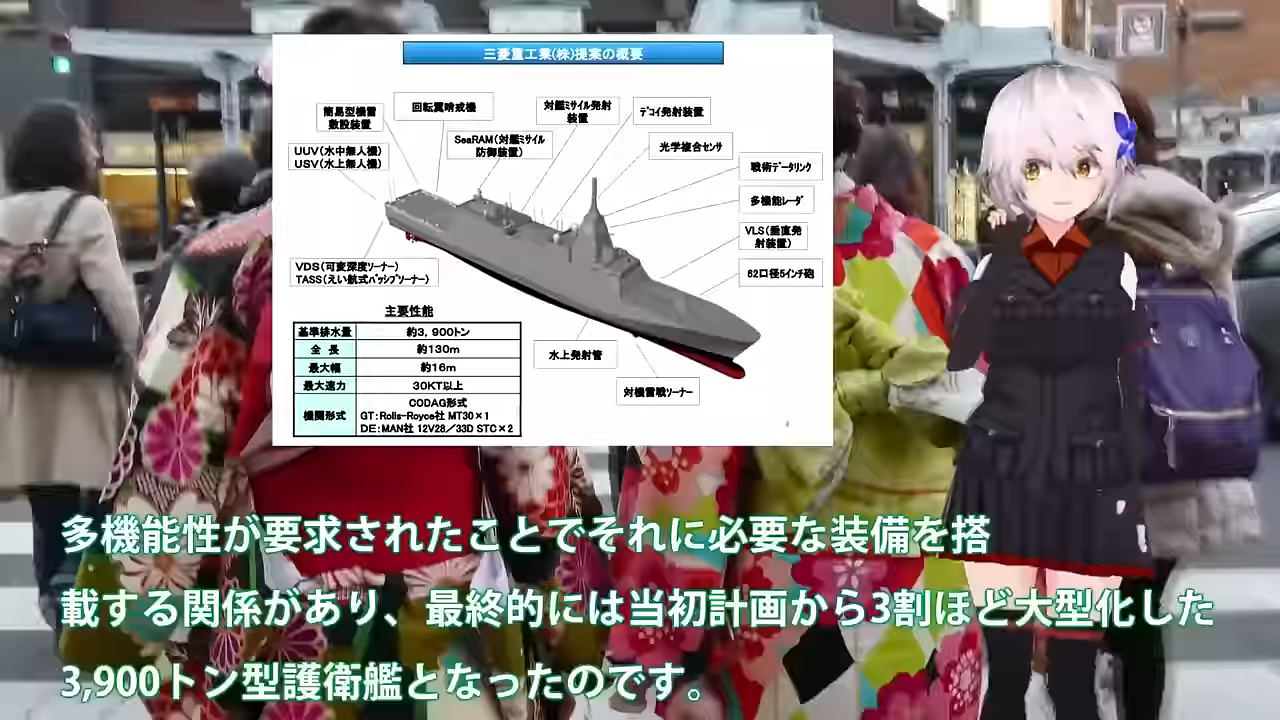 三菱重工業(株)提案の概要
簡易型機雷
敷設装置
回転翼哨戒機
対艦ミサイル発射
装置
デコイ発射装置
UUV(水中無人機)
USV(水上無人機)
SeaRAM(対艦ミサイル
防御装置)
光学複合センサ
戦術データリンク
多機能レーダ
VLS(垂直発
射装置)
62口径5インチ砲
VDS(可変深度ソーナー)
TASS(えい航式パッシブソーナー)
水上発射管
対機雷戦ソーナー
主要性能
基準排水量 約3,900トン
全 長 約130m
最大幅 約16m
最大速力 30KT以上
機関形式 CODAG形式
GT:Rolls-Royce社 MT30×1
DE:MAN社 12V28/33D STC×2
多機能性が要求されたことでそれに必要な装備を搭
載する関係があり、最終的には当初計画から3割ほど大型化した
3,900トン型護衛艦となったのです。